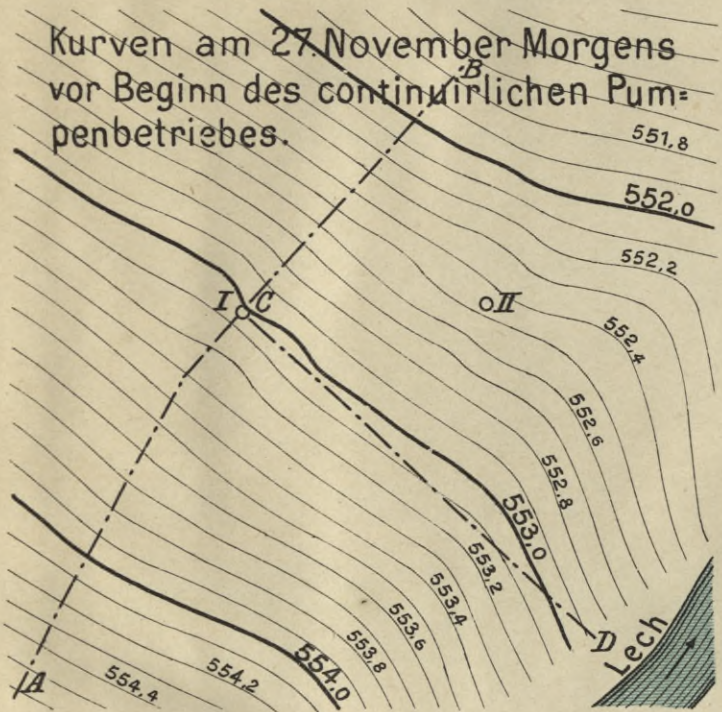 Kurven am 27. November Morgens
vor Beginn des continuirlichen Pum=
penbetriebes.
B
551,8
552,0
552,2
I C
II
552,4
552,6
552,8
553,0
553,2
553,4
553,6
553,8
554,0
554,2
554,4
A
D
Lech